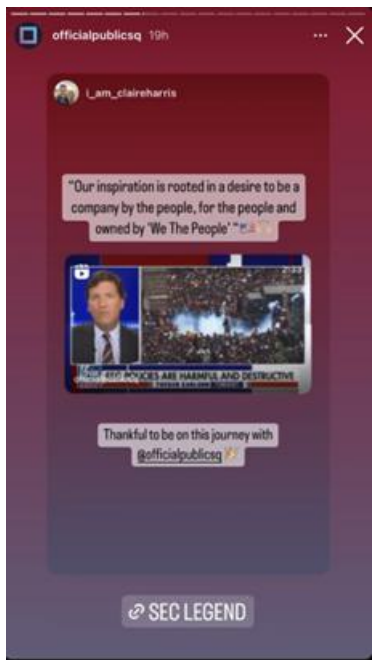 officialpublicsq 19h
i_am_claireharris
"Our inspiration is rooted in a desire to be a
company by the people, for the people and
owned by 'We The People' "
POLICIES ARE HARMFUL AND DESTRUCTIVE
Thankful to be on this journey with
@officialpublicsq
SEC LEGEND